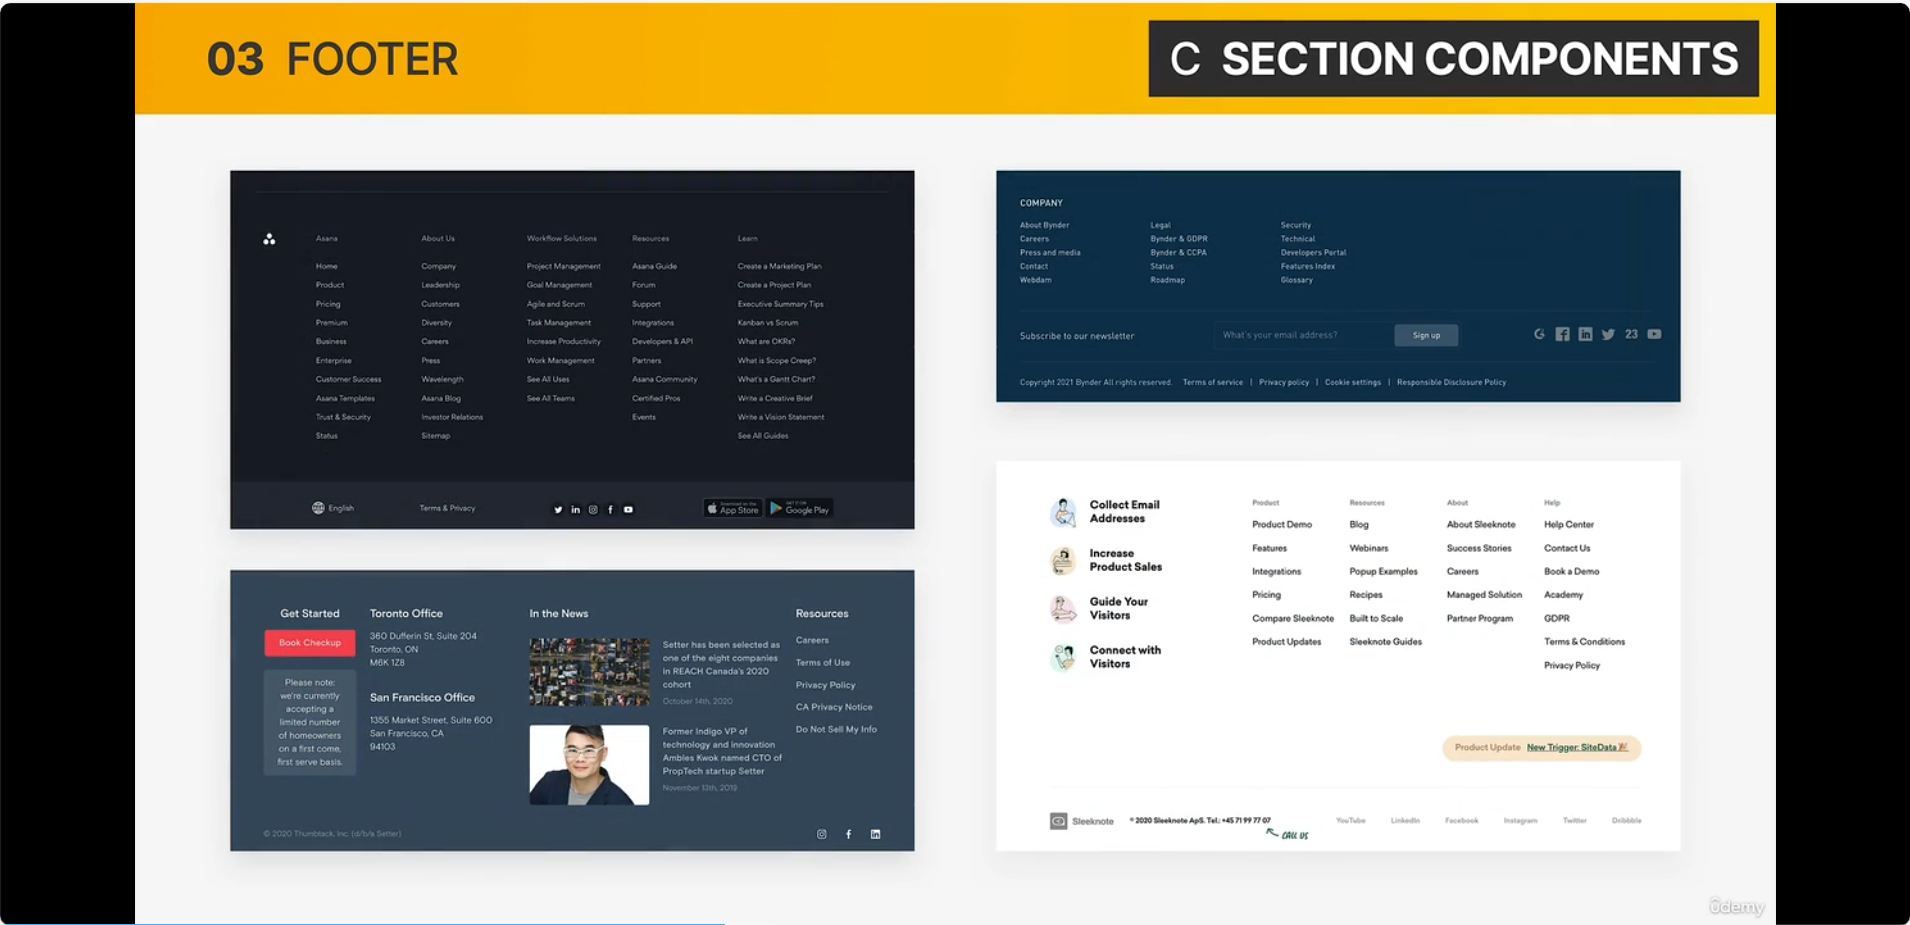 03 FOOTER
C SECTION COMPONENTS
Asana
Home
Product
Pricing
Premium
Business
Enterprise
Customer Success
Asana Templates
Trust & Security
Status
About Us
Company
Leadership
Customers
Diversity
Careers
Press
Wavelength
Asana Blog
Investor Relations
Sitemap
Workflow Solutions
Project Management
Goal Management
Agile and Scrum
Task Management
Increase Productivity
Work Management
See All Uses
See All Teams
Resources
Asana Guide
Forum
Support
Integrations
Developers & API
Partners
Asana Community
Certified Pros
Events
Learn
Create a Marketing Plan
Create a Project Plan
Executive Summary Tips
Kanban vs Scrum
What are OKRs?
What is Scope Creep?
What's a Gantt Chart?
Write a Creative Brief
Write a Vision Statement
See All Guides
English
Terms & Privacy
Download on the
App Store
GET IT ON
Google Play
COMPANY
About Bynder
Careers
Press and media
Contact
Webdam
Legal
Bynder & GDPR
Bynder & CCPA
Status
Roadmap
Security
Technical
Developers Portal
Features Index
Glossary
Subscribe to our newsletter
What's your email address?
Sign up
23
Copyright 2021 Bynder All rights reserved. Terms of service | Privacy policy | Cookie settings | Responsible Disclosure Policy
Get Started
Book Checkup
Please note:
we're currently
accepting a
limited number
of homeowners
on a first come,
first serve basis.
Toronto Office
360 Dufferin St, Suite 204
Toronto, ON
M6K 1Z8
San Francisco Office
1355 Market Street, Suite 600
San Francisco, CA
94103
In the News
Setter has been selected as
one of the eight companies
in REACH Canada's 2020
cohort
October 14th, 2020
Former Indigo VP of
technology and innovation
Ambles Kwok named CTO of
PropTech startup Setter
November 13th, 2019
Resources
Careers
Terms of Use
Privacy Policy
CA Privacy Notice
Do Not Sell My Info
© 2020 Thumbtack, Inc. (d/b/a Setter)
Collect Email
Addresses
Increase
Product Sales
Guide Your
Visitors
Connect with
Visitors
Product
Product Demo
Features
Integrations
Pricing
Compare Sleeknote
Product Updates
Resources
Blog
Webinars
Popup Examples
Recipes
Built to Scale
Sleeknote Guides
About
About Sleeknote
Success Stories
Careers
Managed Solution
Partner Program
Help
Help Center
Contact Us
Book a Demo
Academy
GDPR
Terms & Conditions
Privacy Policy
Product Update New Trigger: SiteData
Sleeknote
© 2020 Sleeknote ApS. Tel.: +45 71 99 77 07
CALL US
YouTube
LinkedIn
Facebook
Instagram
Twitter
Dribbble
ûdemy